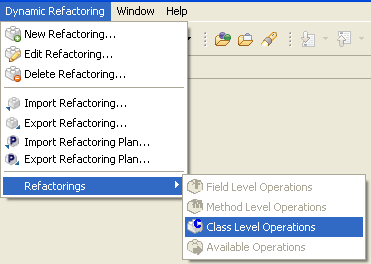 Dynamic Refactoring Window Help
New Refactoring...
Edit Refactoring...
Delete Refactoring...
Import Refactoring...
Export Refactoring...
Import Refactoring Plan...
Export Refactoring Plan...
Refactorings
Field Level Operations
Method Level Operations
Class Level Operations
Available Operations